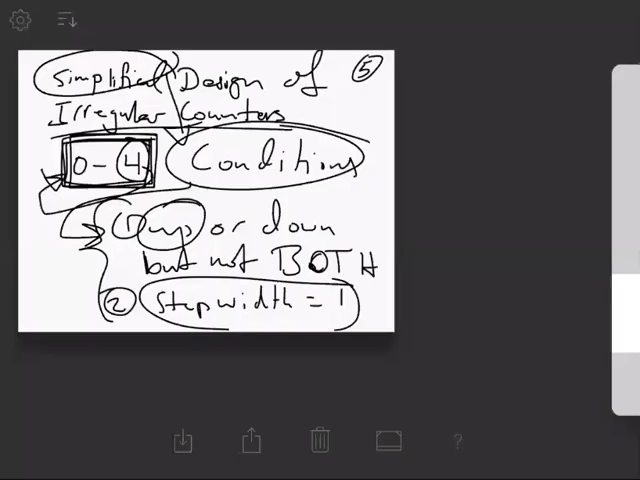 Simplified Design of ⑤
Irregular Counters
0 - 4 Conditions
① up or down
but not BOTH
② Stepwidth = 1
?